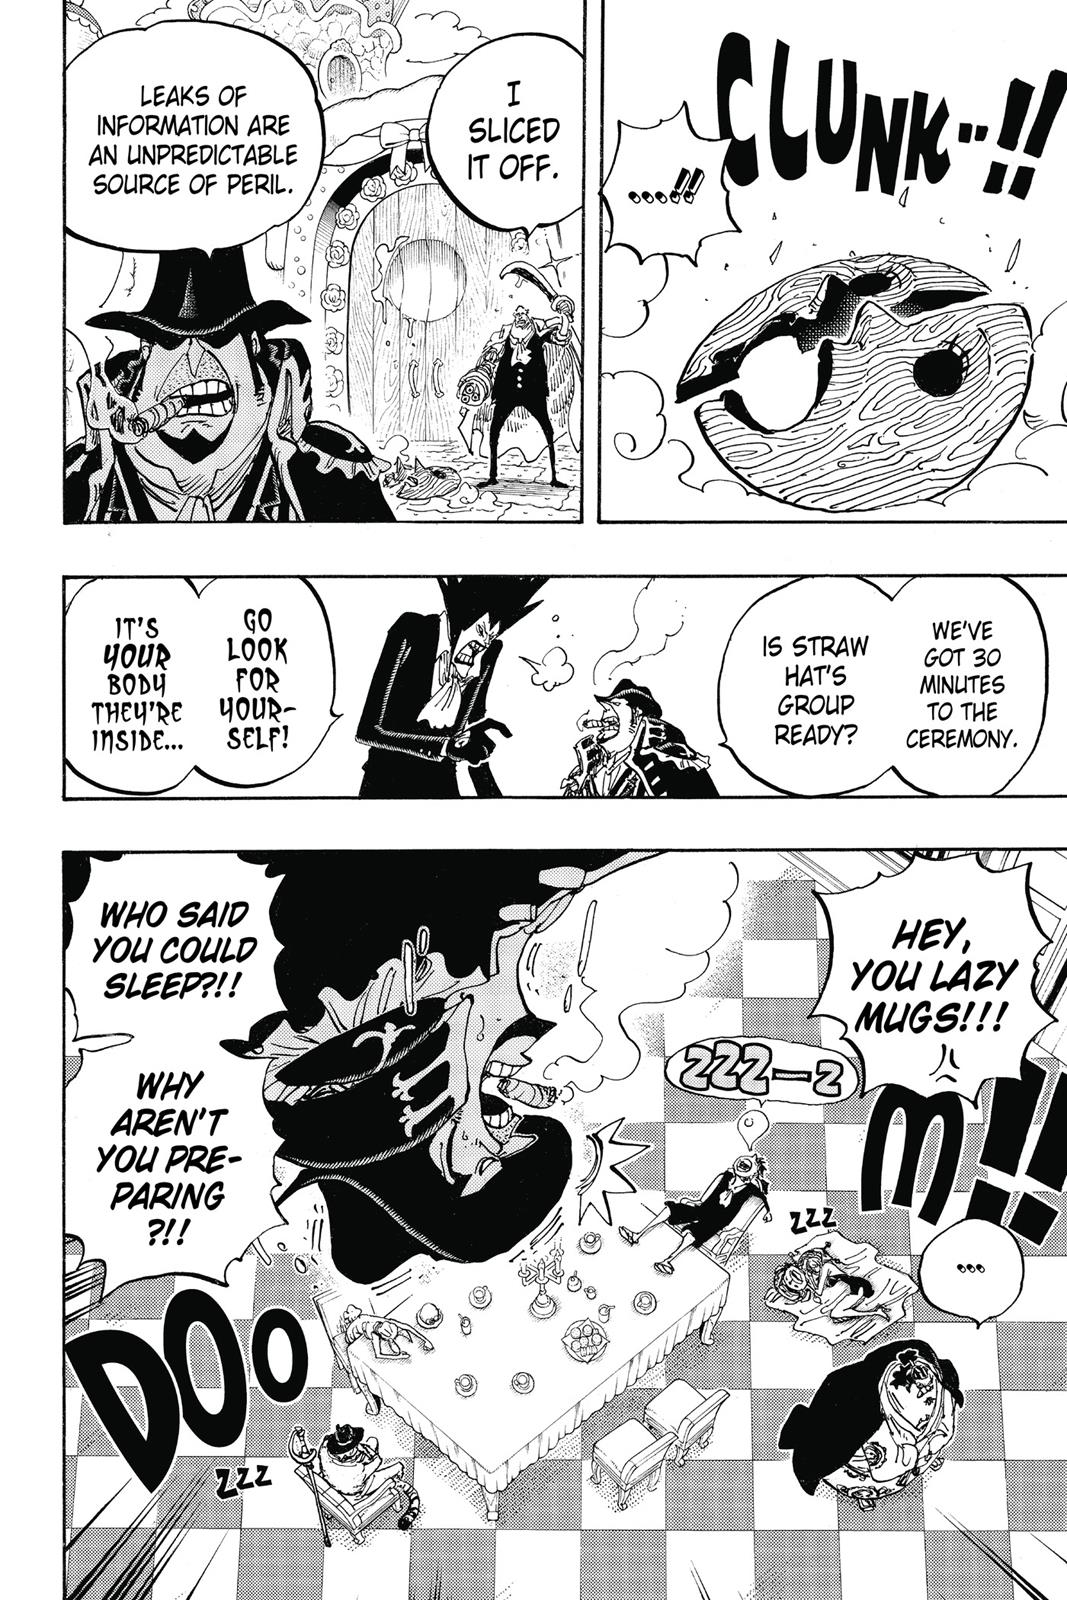 CLUNK--!!
...!!
I
SLICED
IT OFF.
LEAKS OF
INFORMATION ARE
AN UNPREDICTABLE
SOURCE OF PERIL.
WE'VE
GOT 30
MINUTES
TO THE
CEREMONY.
IS STRAW
HAT'S
GROUP
READY?
GO
LOOK
FOR
YOUR-
SELF!
IT'S
YOUR
BODY
THEY'RE
INSIDE...
HEY,
YOU LAZY
MUGS!!!
WHO SAID
YOU COULD
SLEEP?!!
WHY
AREN'T
YOU PRE-
PARING
?!!
ZZZ—Z
ZZZ
...
DOOM!!
ZZZ